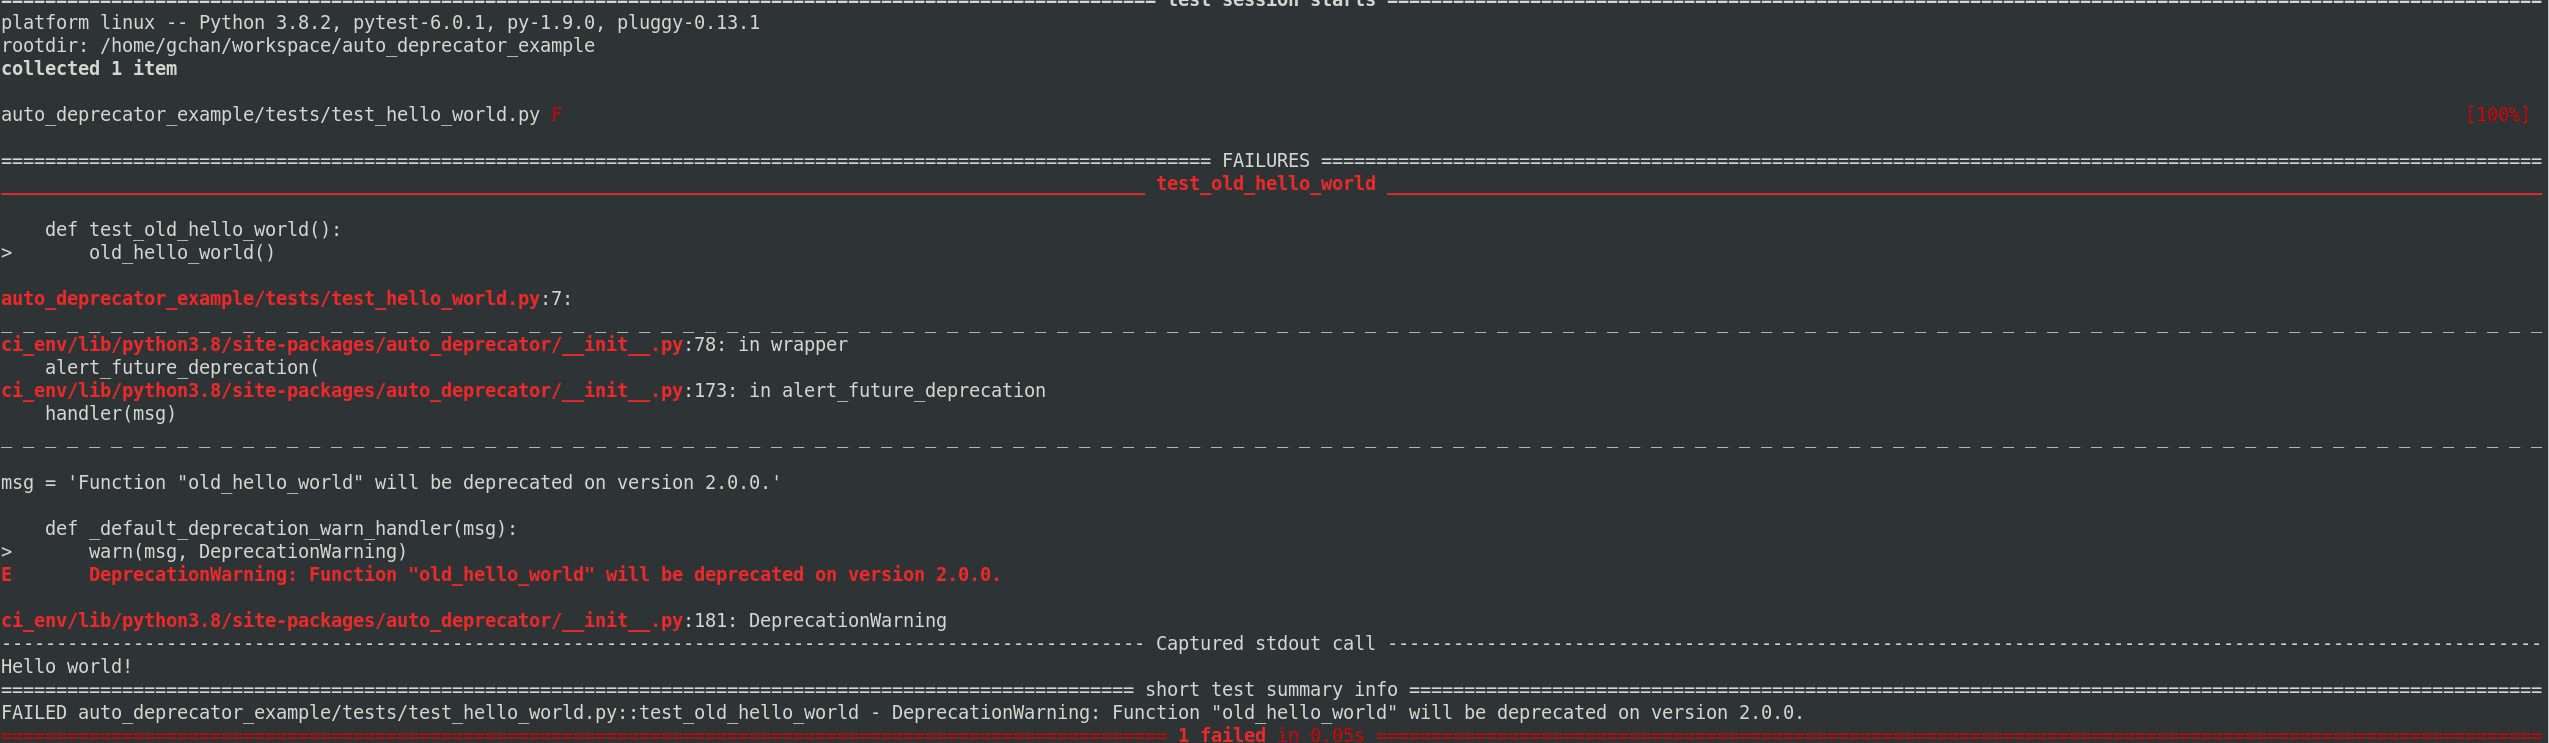 test session starts
platform linux -- Python 3.8.2, pytest-6.0.1, py-1.9.0, pluggy-0.13.1
rootdir: /home/gchan/workspace/auto_deprecator_example
collected 1 item
auto_deprecator_example/tests/test_hello_world.py F [100%]
FAILURES
test_old_hello_world
def test_old_hello_world():
> old_hello_world()
auto_deprecator_example/tests/test_hello_world.py:7:
ci_env/lib/python3.8/site-packages/auto_deprecator/__init__.py:78: in wrapper
alert_future_deprecation(
ci_env/lib/python3.8/site-packages/auto_deprecator/__init__.py:173: in alert_future_deprecation
handler(msg)
msg = 'Function "old_hello_world" will be deprecated on version 2.0.0.'
def _default_deprecation_warn_handler(msg):
> warn(msg, DeprecationWarning)
E DeprecationWarning: Function "old_hello_world" will be deprecated on version 2.0.0.
ci_env/lib/python3.8/site-packages/auto_deprecator/__init__.py:181: DeprecationWarning
Captured stdout call
Hello world!
short test summary info
FAILED auto_deprecator_example/tests/test_hello_world.py::test_old_hello_world - DeprecationWarning: Function "old_hello_world" will be deprecated on version 2.0.0.
1 failed in 0.05s